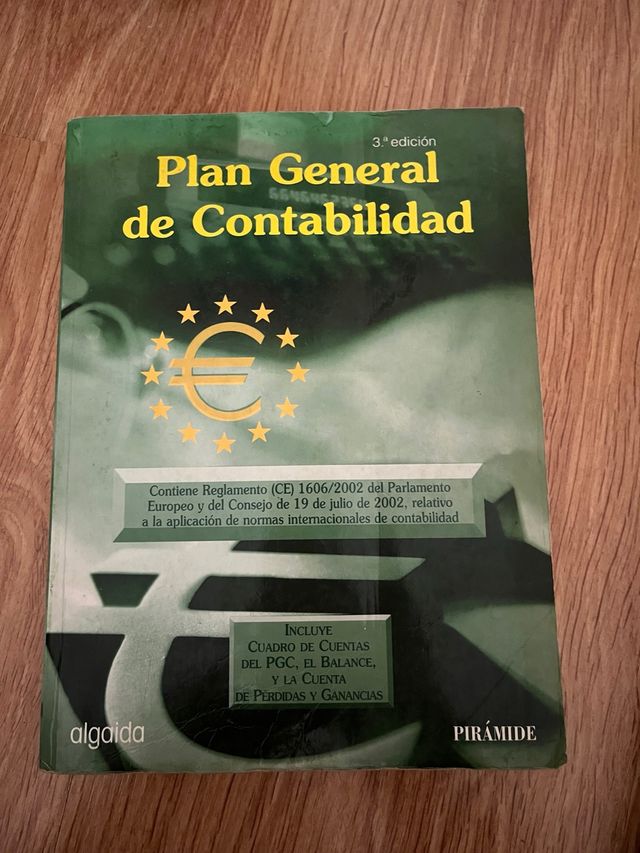 3.ª edición
Plan General
de Contabilidad
Contiene Reglamento (CE) 1606/2002 del Parlamento
Europeo y del Consejo de 19 de julio de 2002, relativo
a la aplicación de normas internacionales de contabilidad
INCLUYE
CUADRO DE CUENTAS
DEL PGC, EL BALANCE,
Y LA CUENTA
DE PÉRDIDAS Y GANANCIAS
algaida
PIRÁMIDE